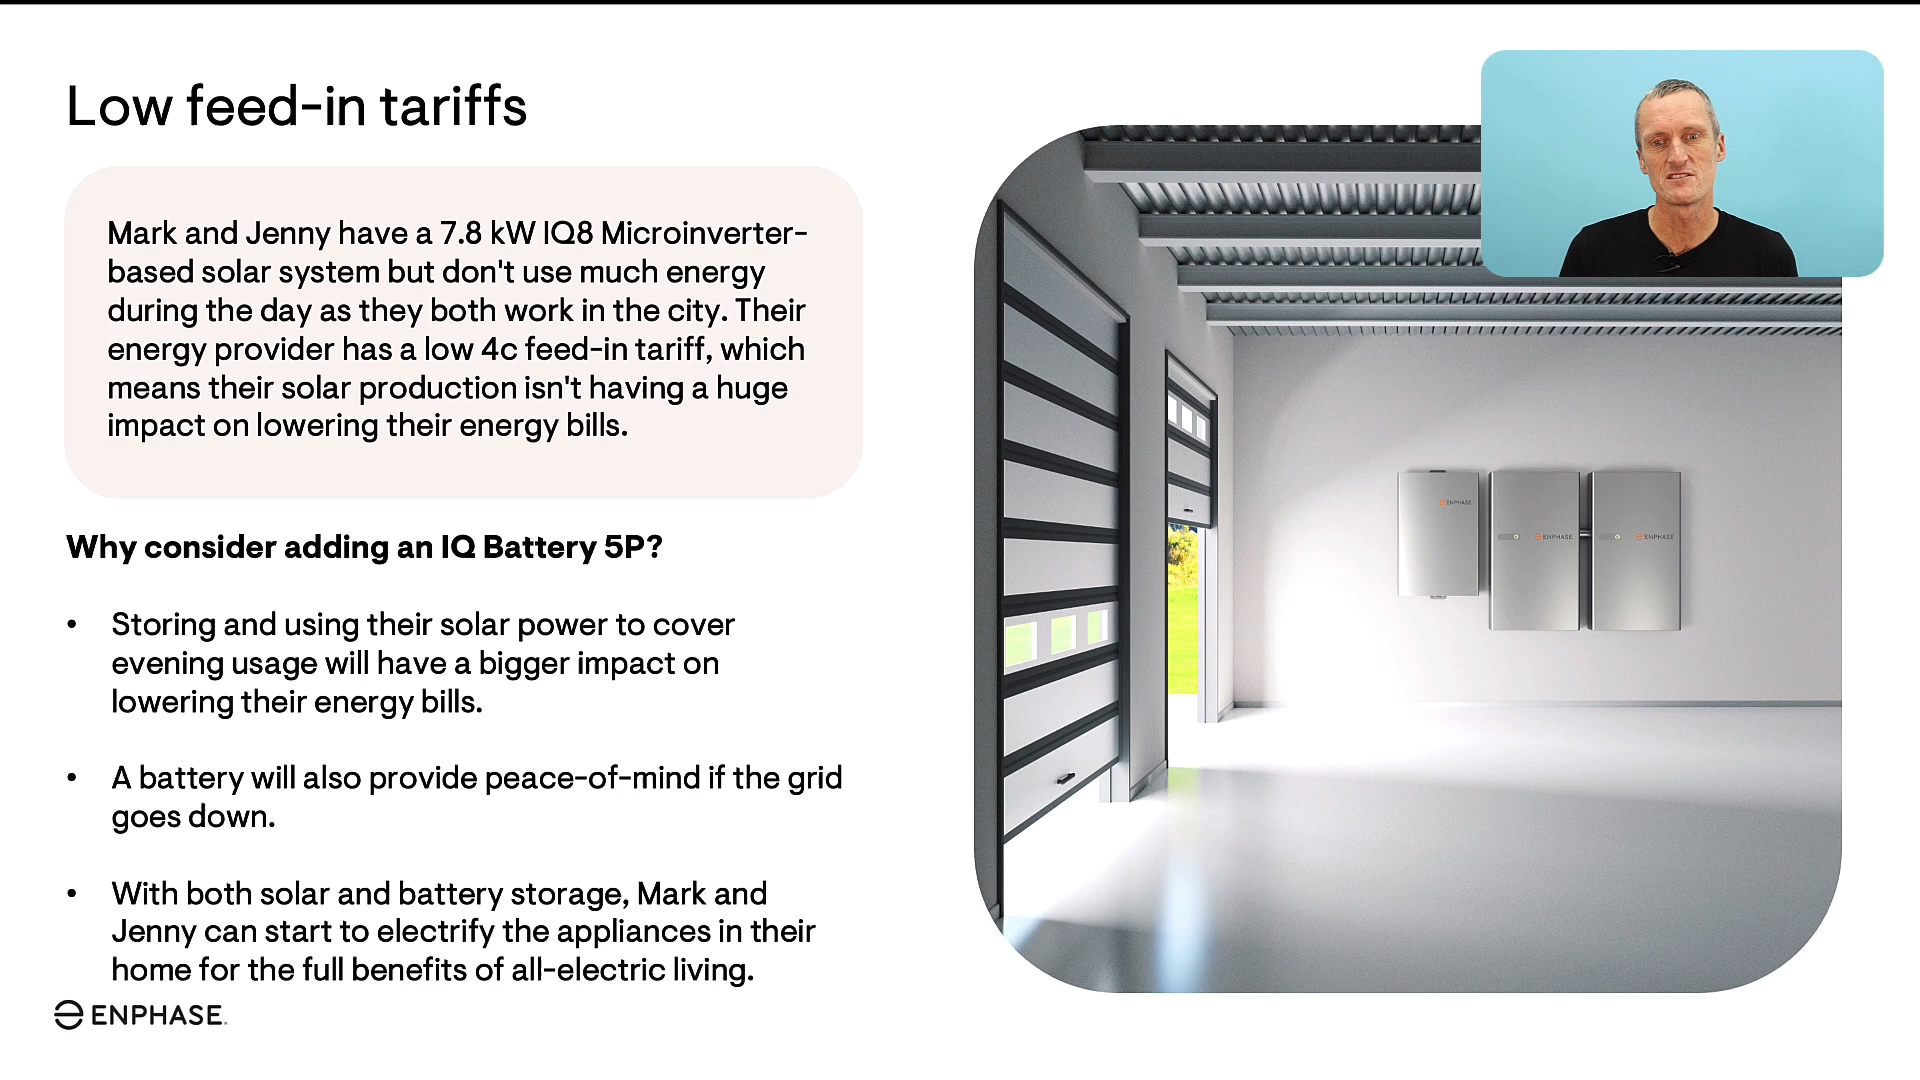 Low feed-in tariffs
Mark and Jenny have a 7.8 kW IQ8 Microinverter-
based solar system but don't use much energy
during the day as they both work in the city. Their
energy provider has a low 4c feed-in tariff, which
means their solar production isn't having a huge
impact on lowering their energy bills.
Why consider adding an IQ Battery 5P?
• Storing and using their solar power to cover
evening usage will have a bigger impact on
lowering their energy bills.
• A battery will also provide peace-of-mind if the grid
goes down.
• With both solar and battery storage, Mark and
Jenny can start to electrify the appliances in their
home for the full benefits of all-electric living.
ENPHASE.
ENPHASE
ENPHASE
ENPHASE